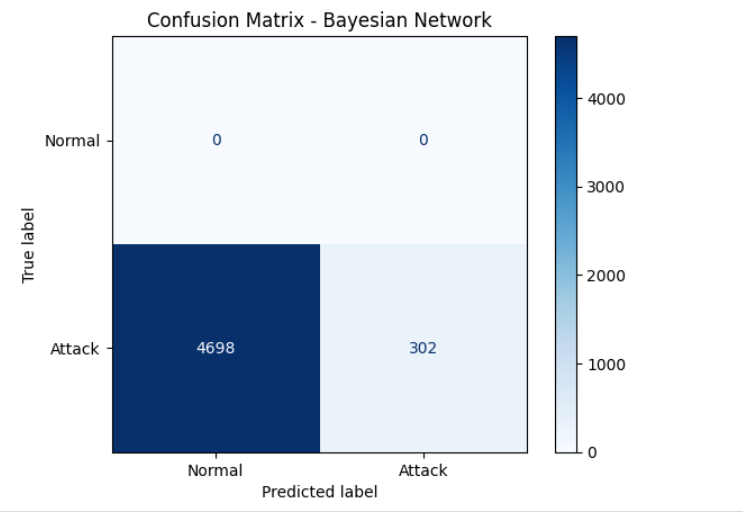 Confusion Matrix - Bayesian Network
True label
Normal
0
0
Attack
4698
302
Normal
Attack
Predicted label
4000
3000
2000
1000
0